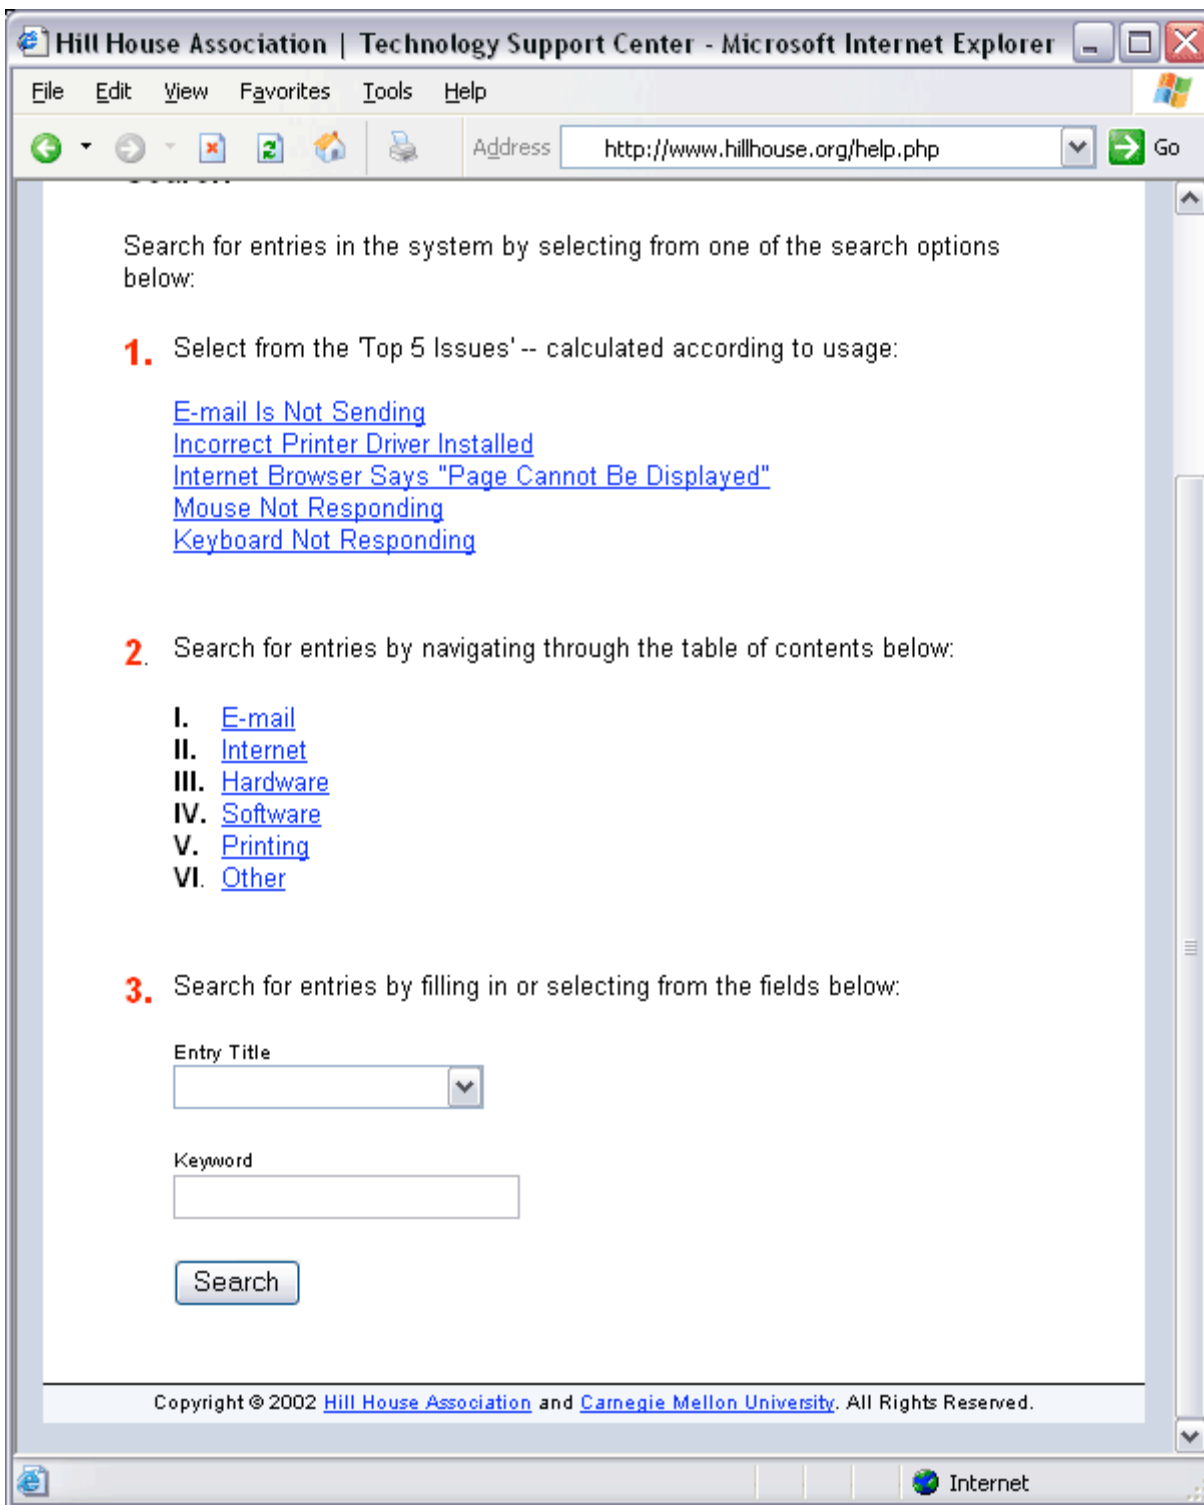 Hill House Association | Technology Support Center - Microsoft Internet Explorer
File Edit View Favorites Tools Help
Address http://www.hillhouse.org/help.php Go
Search for entries in the system by selecting from one of the search options
below:
1. Select from the 'Top 5 Issues' -- calculated according to usage:
E-mail Is Not Sending
Incorrect Printer Driver Installed
Internet Browser Says "Page Cannot Be Displayed"
Mouse Not Responding
Keyboard Not Responding
2. Search for entries by navigating through the table of contents below:
I. E-mail
II. Internet
III. Hardware
IV. Software
V. Printing
VI. Other
3. Search for entries by filling in or selecting from the fields below:
Entry Title
Keyword
Search
Copyright © 2002 Hill House Association and Carnegie Mellon University. All Rights Reserved.
Internet